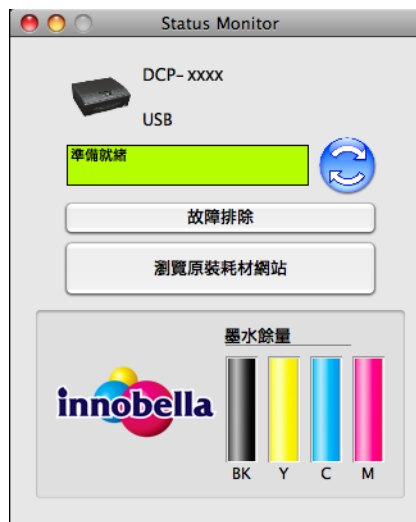 Status Monitor
DCP- xxxx
USB
準備就緒
故障排除
瀏覽原裝耗材網站
墨水餘量
innobella
BK Y C M